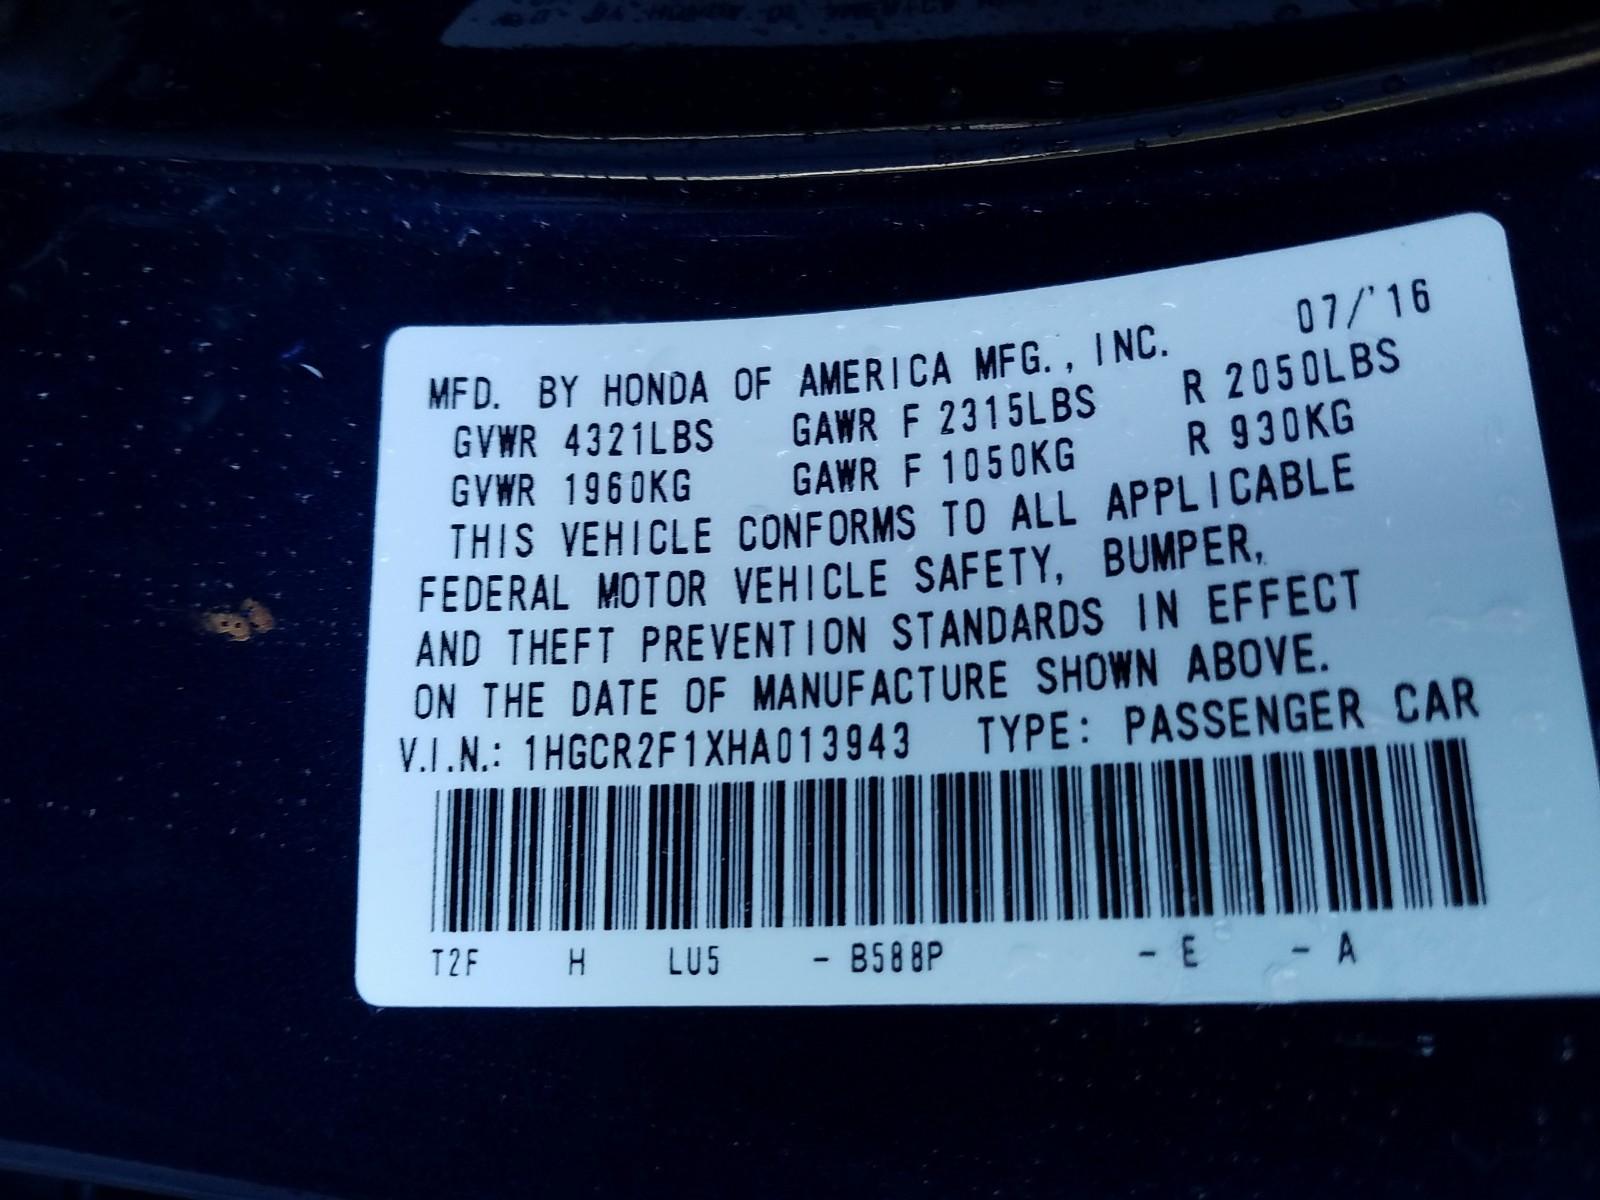 MFD. BY HONDA OF AMERICA MFG., INC. 07/'16
GVWR 4321LBS GAWR F 2315LBS R 2050LBS
GVWR 1960KG GAWR F 1050KG R 930KG
THIS VEHICLE CONFORMS TO ALL APPLICABLE
FEDERAL MOTOR VEHICLE SAFETY, BUMPER,
AND THEFT PREVENTION STANDARDS IN EFFECT
ON THE DATE OF MANUFACTURE SHOWN ABOVE.
V.I.N.: 1HGCR2F1XHA013943 TYPE: PASSENGER CAR
T2F H LU5 - B588P - E - A